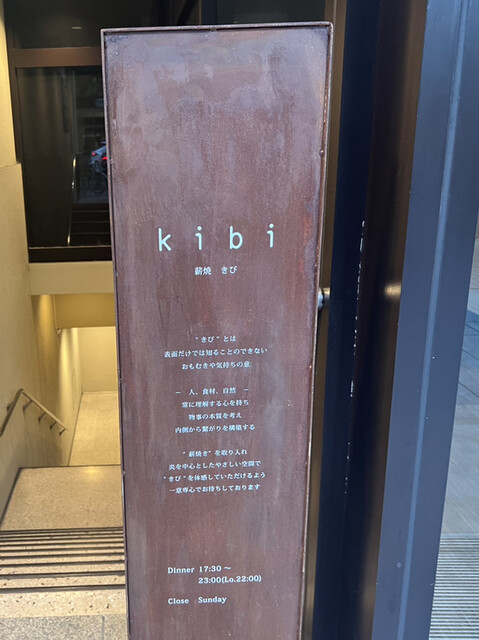 kibi
薪焼 きび
"きび"とは
表面だけでは知ることのできない
おもむきや気持ちの意
– 人、食材、自然 –
常に理解する心を持ち
物事の本質を考え
内側から繋がりを構築する
"薪焼き"を取り入れ
炎を中心としたやさしい空間で
"きび"を体感していただけるよう
一意専心でお待ちしております
Dinner 17:30～
23:00(Lo.22:00)
Close Sunday